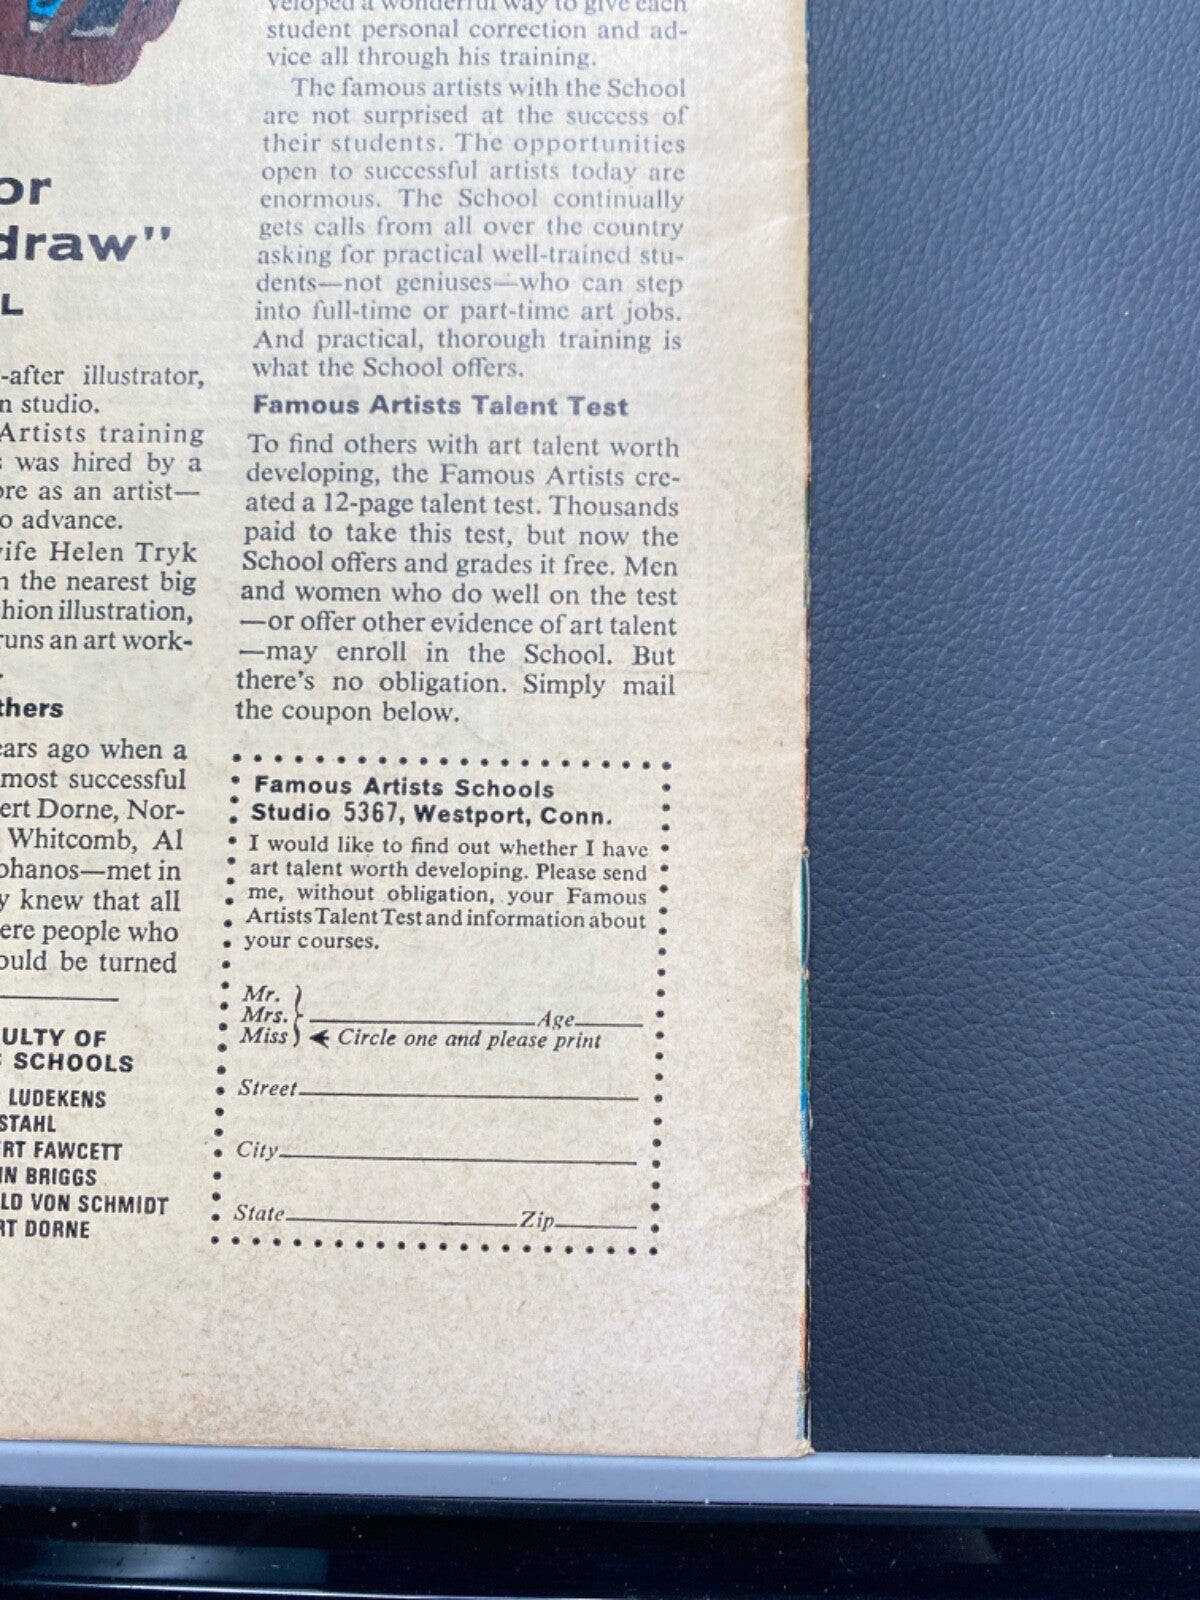 or
draw"
L
-after illustrator,
n studio.
Artists training
was hired by a
ore as an artist—
o advance.
ife Helen Tryk
n the nearest big
hion illustration,
runs an art work-
thers
ears ago when a
most successful
ert Dorne, Nor-
Whitcomb, Al
phanos—met in
y knew that all
ere people who
ould be turned
ULTY OF
S SCHOOLS
LUDEKENS
STAHL
RT FAWCETT
IN BRIGGS
LD VON SCHMIDT
RT DORNE
veloped a wonderful way to give each
student personal correction and ad-
vice all through his training.
The famous artists with the School
are not surprised at the success of
their students. The opportunities
open to successful artists today are
enormous. The School continually
gets calls from all over the country
asking for practical well-trained stu-
dents—not geniuses—who can step
into full-time or part-time art jobs.
And practical, thorough training is
what the School offers.
Famous Artists Talent Test
To find others with art talent worth
developing, the Famous Artists cre-
ated a 12-page talent test. Thousands
paid to take this test, but now the
School offers and grades it free. Men
and women who do well on the test
—or offer other evidence of art talent
—may enroll in the School. But
there's no obligation. Simply mail
the coupon below.
Famous Artists Schools
Studio 5367, Westport, Conn.
I would like to find out whether I have
art talent worth developing. Please send
me, without obligation, your Famous
Artists Talent Test and information about
your courses.
Mr.
Mrs. Age
Miss Circle one and please print
Street
City
State Zip